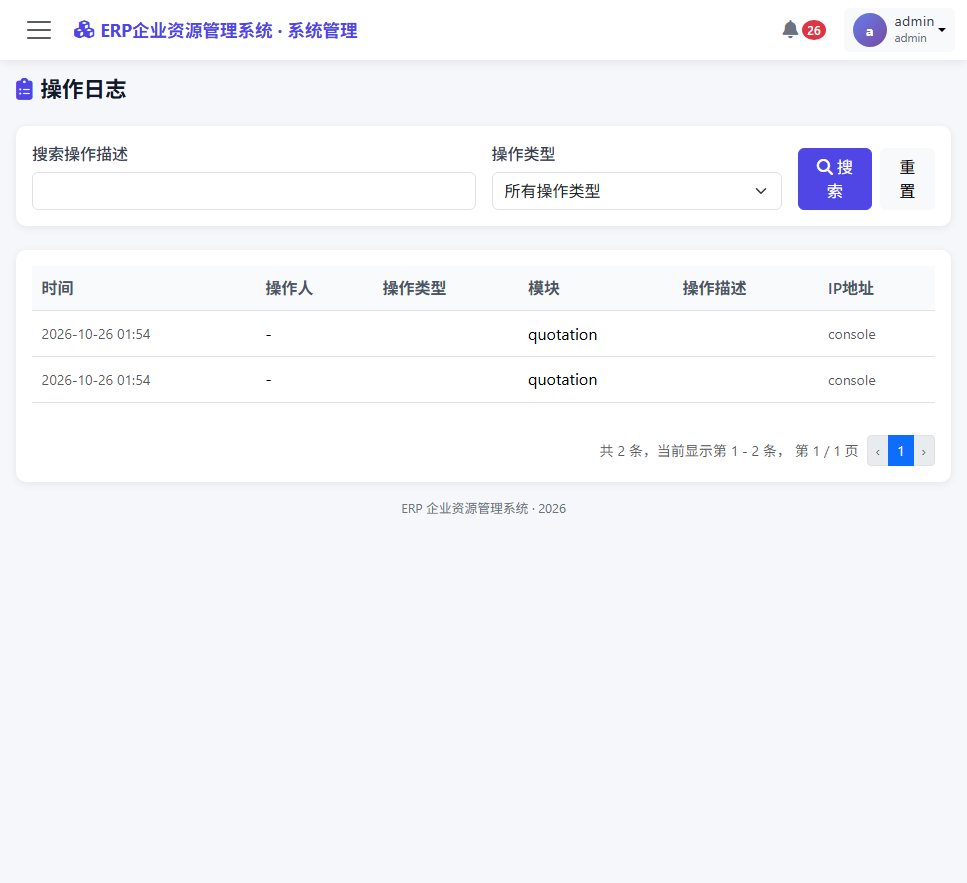 ERP企业资源管理系统 · 系统管理
26
a
admin
admin
操作日志
搜索操作描述
操作类型
所有操作类型
搜索
重置
时间 操作人 操作类型 模块 操作描述 IP地址
2026-10-26 01:54 - quotation console
2026-10-26 01:54 - quotation console
共 2 条，当前显示第 1 - 2 条， 第 1 / 1 页 ‹ 1 ›
ERP 企业资源管理系统 · 2026